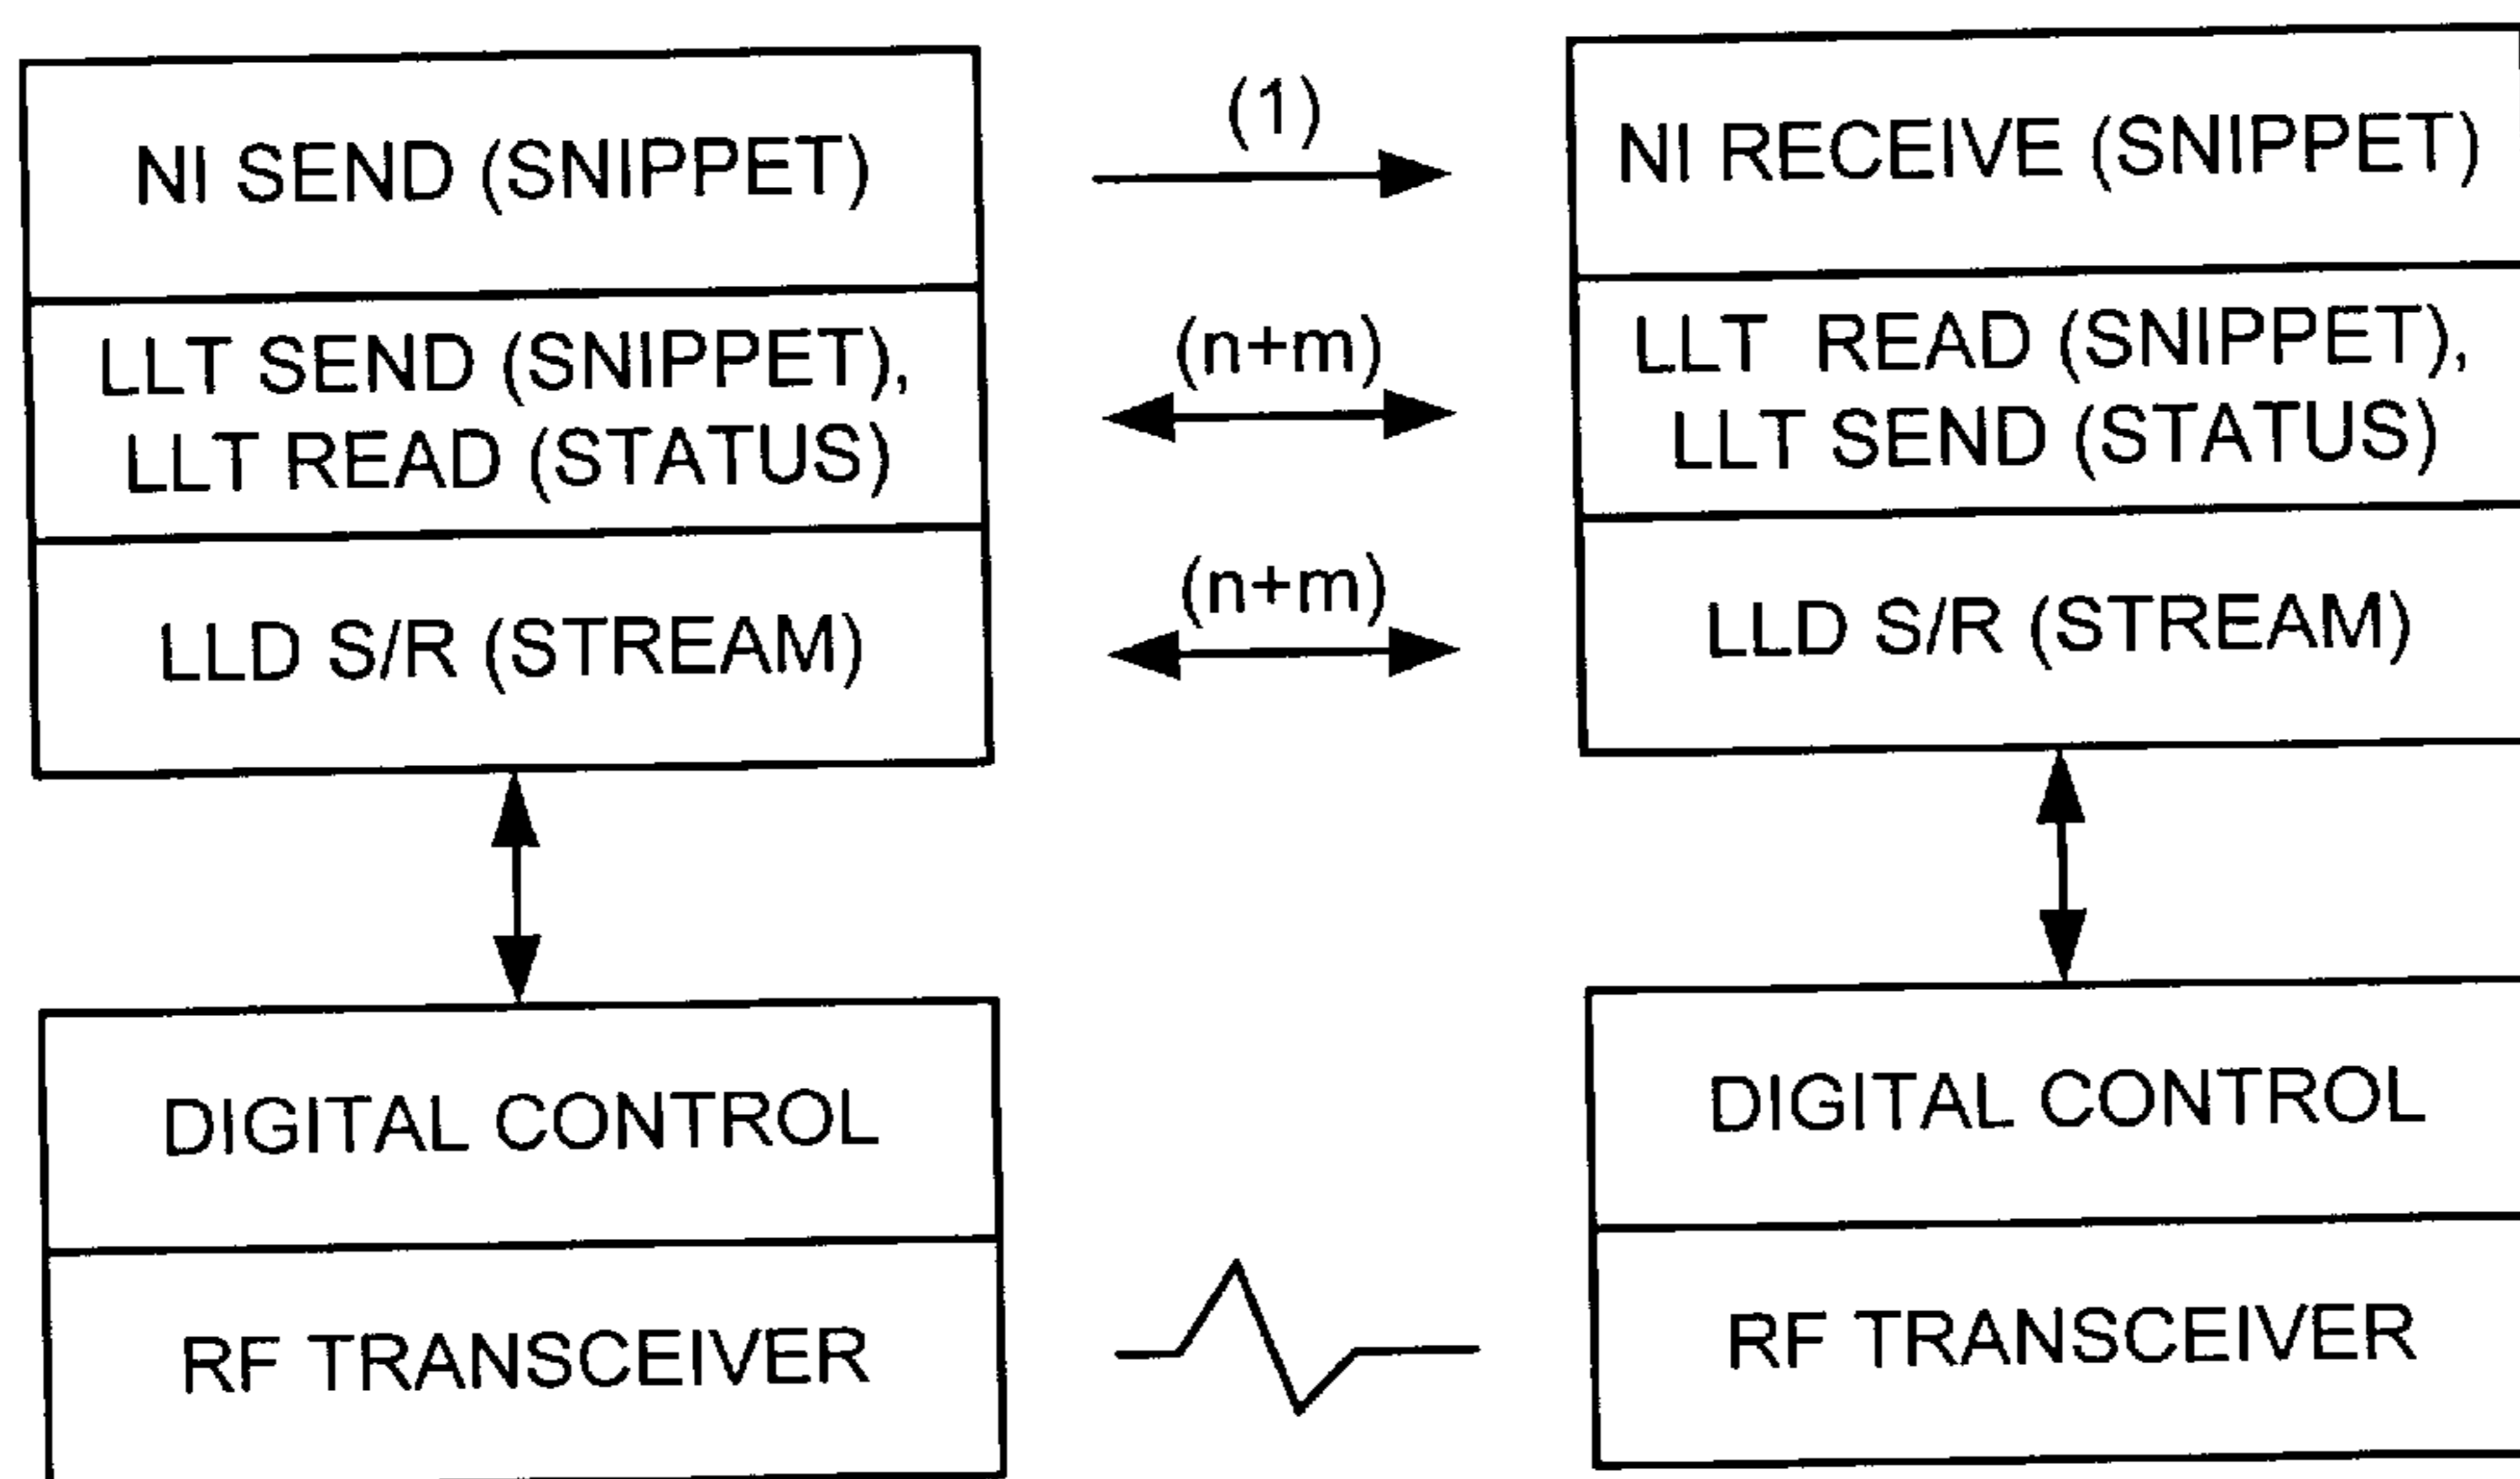 NI SEND (SNIPPET)
(1)
NI RECEIVE (SNIPPET)
LLT SEND (SNIPPET),
LLT READ (STATUS)
(n+m)
LLT READ (SNIPPET),
LLT SEND (STATUS)
LLD S/R (STREAM)
(n+m)
LLD S/R (STREAM)
DIGITAL CONTROL
DIGITAL CONTROL
RF TRANSCEIVER
RF TRANSCEIVER